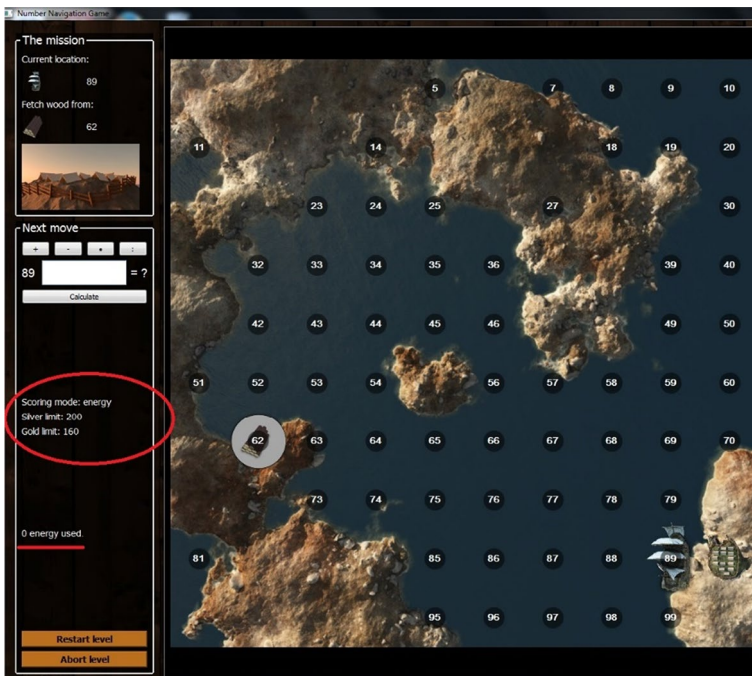 Number Navigation Game
The mission
Current location:
89
Fetch wood from:
62
Next move
+ - • :
89 = ?
Calculate
Scoring mode: energy
Silver limit: 200
Gold limit: 160
0 energy used.
Restart level
Abort level
5 7 8 9 10
11 14 18 19 20
23 24 25 27 30
32 33 34 35 36 39 40
42 43 44 45 46 49 50
51 52 53 54 56 57 58 59 60
62 63 64 65 66 67 68 69 70
73 74 75 76 77 78 79
81 85 86 87 88 89
95 96 97 98 99